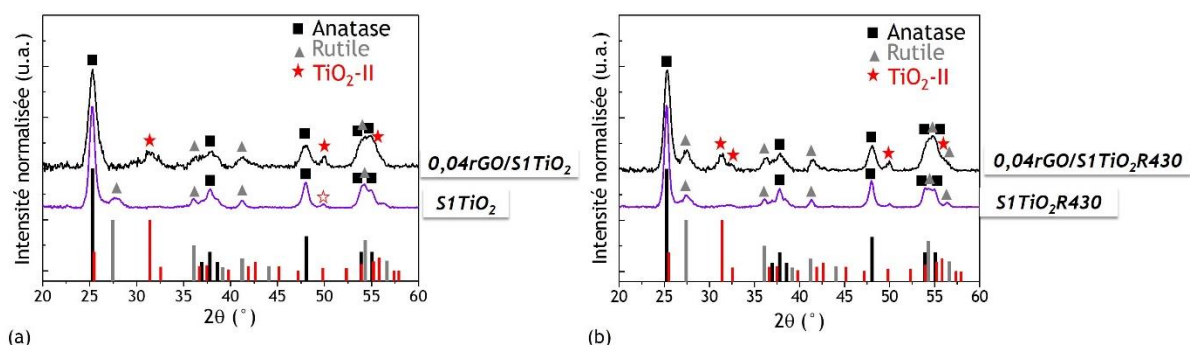 Intensité normalisée (u.a.)
Anatase
Rutile
TiO2-II
0,04rGO/S1TiO2
S1TiO2
20 25 30 35 40 45 50 55 60
2θ (°)
(a)
Intensité normalisée (u.a.)
Anatase
Rutile
TiO2-II
0,04rGO/S1TiO2R430
S1TiO2R430
20 25 30 35 40 45 50 55 60
2θ (°)
(b)